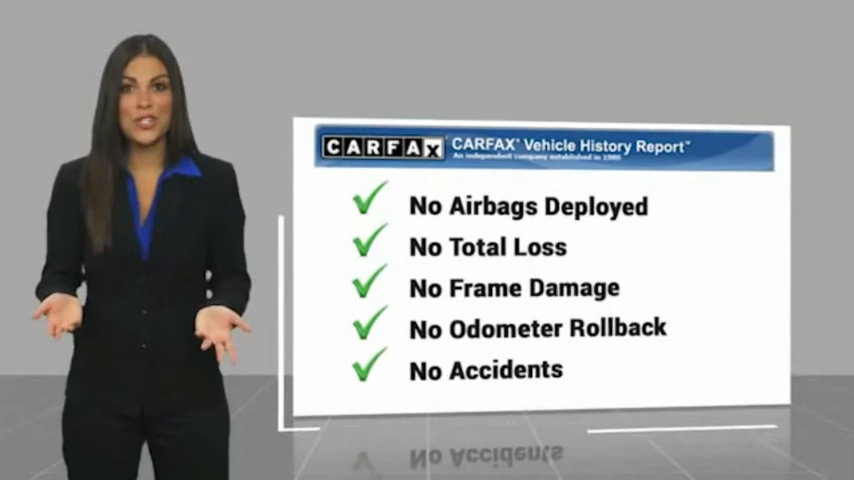 CARFAX CARFAX™ Vehicle History Report™
An independent company established in 1986
No Airbags Deployed
No Total Loss
No Frame Damage
No Odometer Rollback
No Accidents
No Accidents